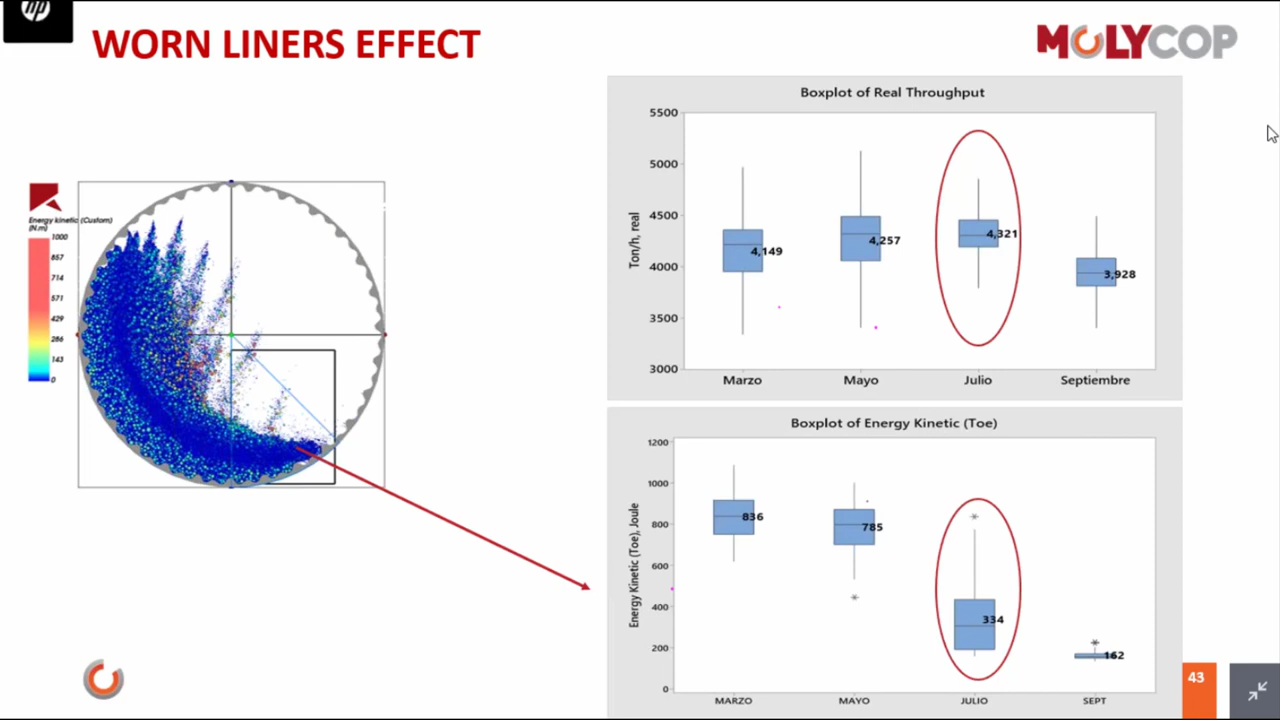 hp
WORN LINERS EFFECT
MOLYCOP
Energy kinetic (Custom)
(N.m)
1000
857
714
571
429
286
143
0
Boxplot of Real Throughput
Ton/h, real
5500
5000
4500
4000
3500
3000
4,149
4,257
4,321
3,928
Marzo
Mayo
Julio
Septiembre
Boxplot of Energy Kinetic (Toe)
Energy Kinetic (Toe), Joule
1200
1000
800
600
400
200
0
836
785
334
162
MARZO
MAYO
JULIO
SEPT
43